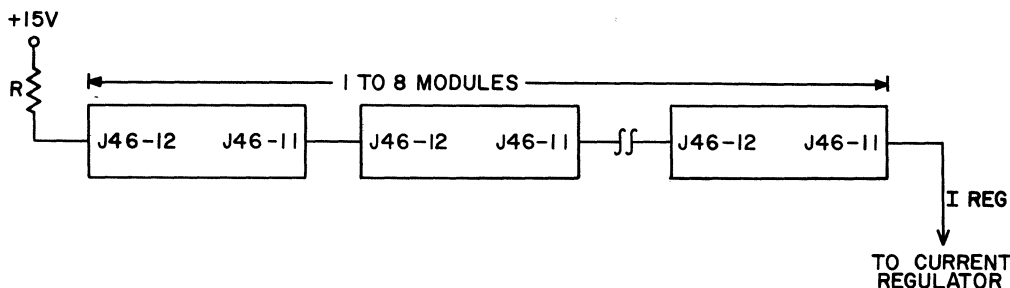 +15V
R
1 TO 8 MODULES
J46-12 J46-11 J46-12 J46-11 J46-12 J46-11
I REG
TO CURRENT
REGULATOR